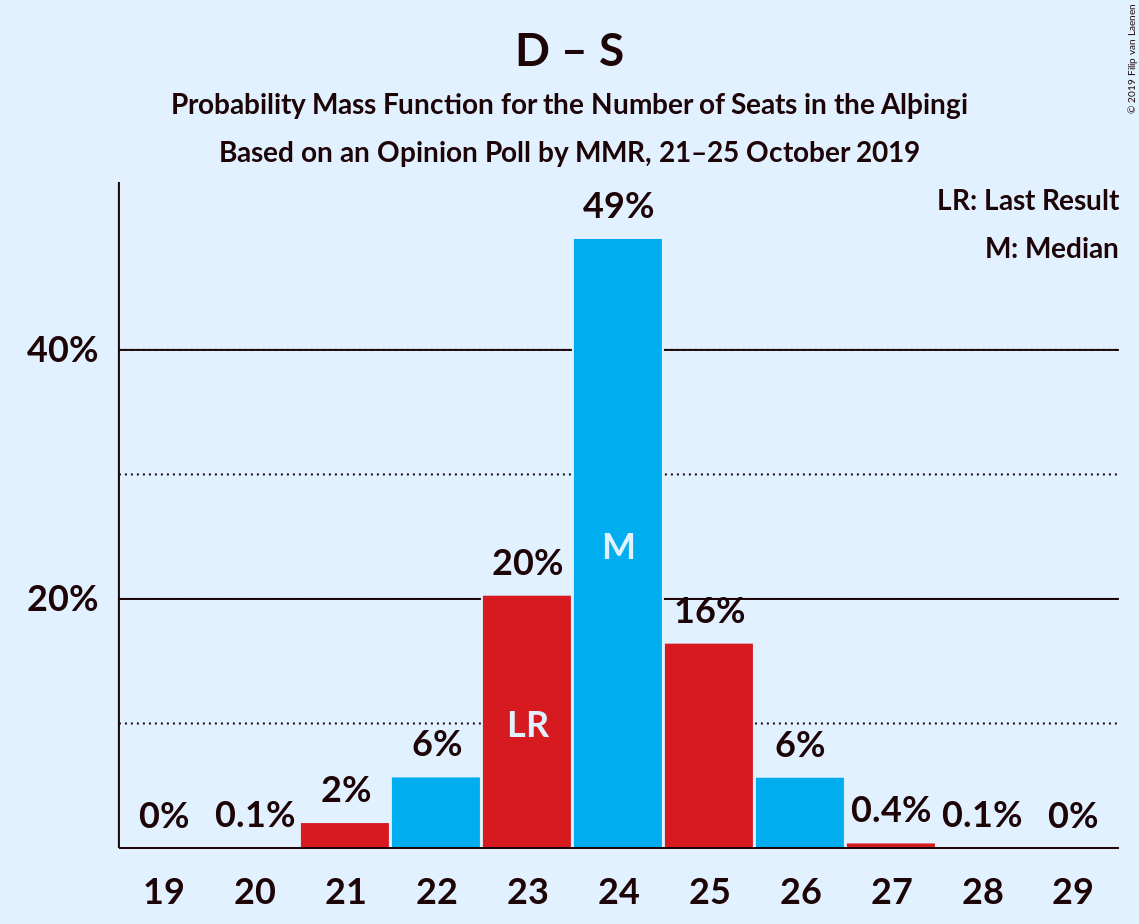 D – S
Probability Mass Function for the Number of Seats in the Alþingi
Based on an Opinion Poll by MMR, 21–25 October 2019
© 2019 Filip van Laenen
LR: Last Result
M: Median
49%
40%
M
20%
20%
16%
LR
6%
6%
2%
0%
0.1%
0.4%
0.1%
0%
19 20 21 22 23 24 25 26 27 28 29